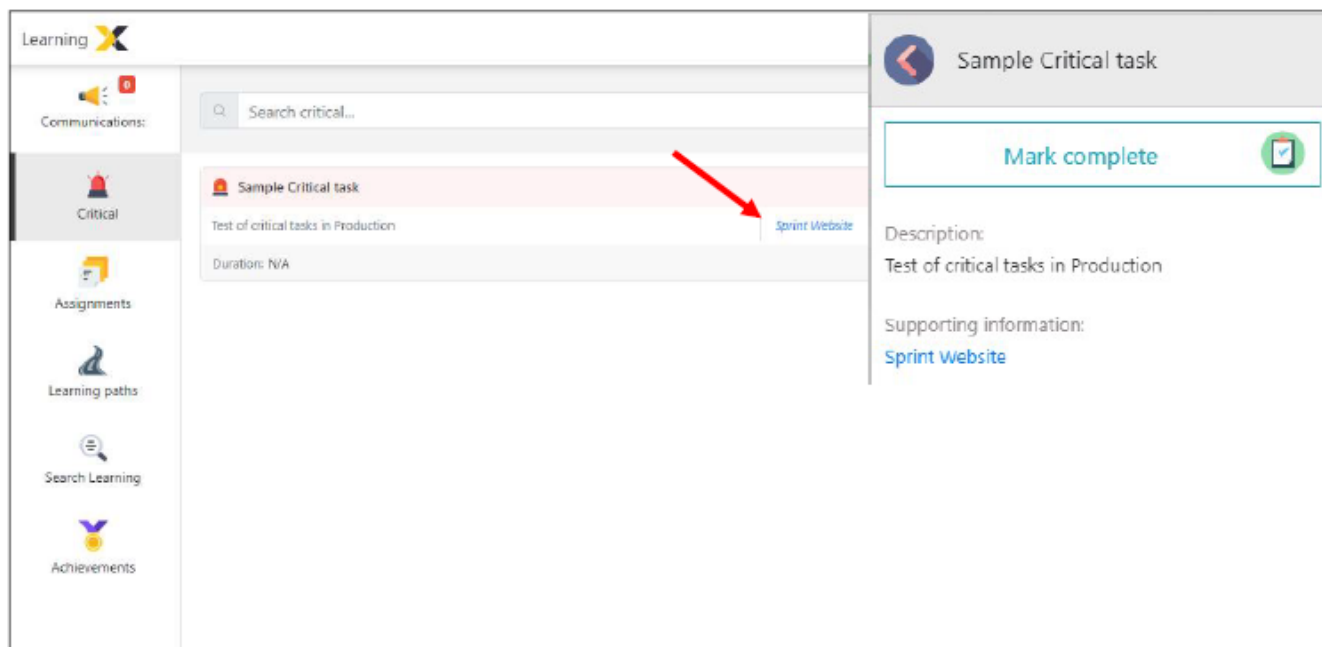 Learning X
0
Communications:
Critical
Assignments
Learning paths
Search Learning
Achievements
Search critical...
Sample Critical task
Test of critical tasks in Production
Sprint Website
Duration: N/A
Sample Critical task
Mark complete
Description:
Test of critical tasks in Production
Supporting information:
Sprint Website